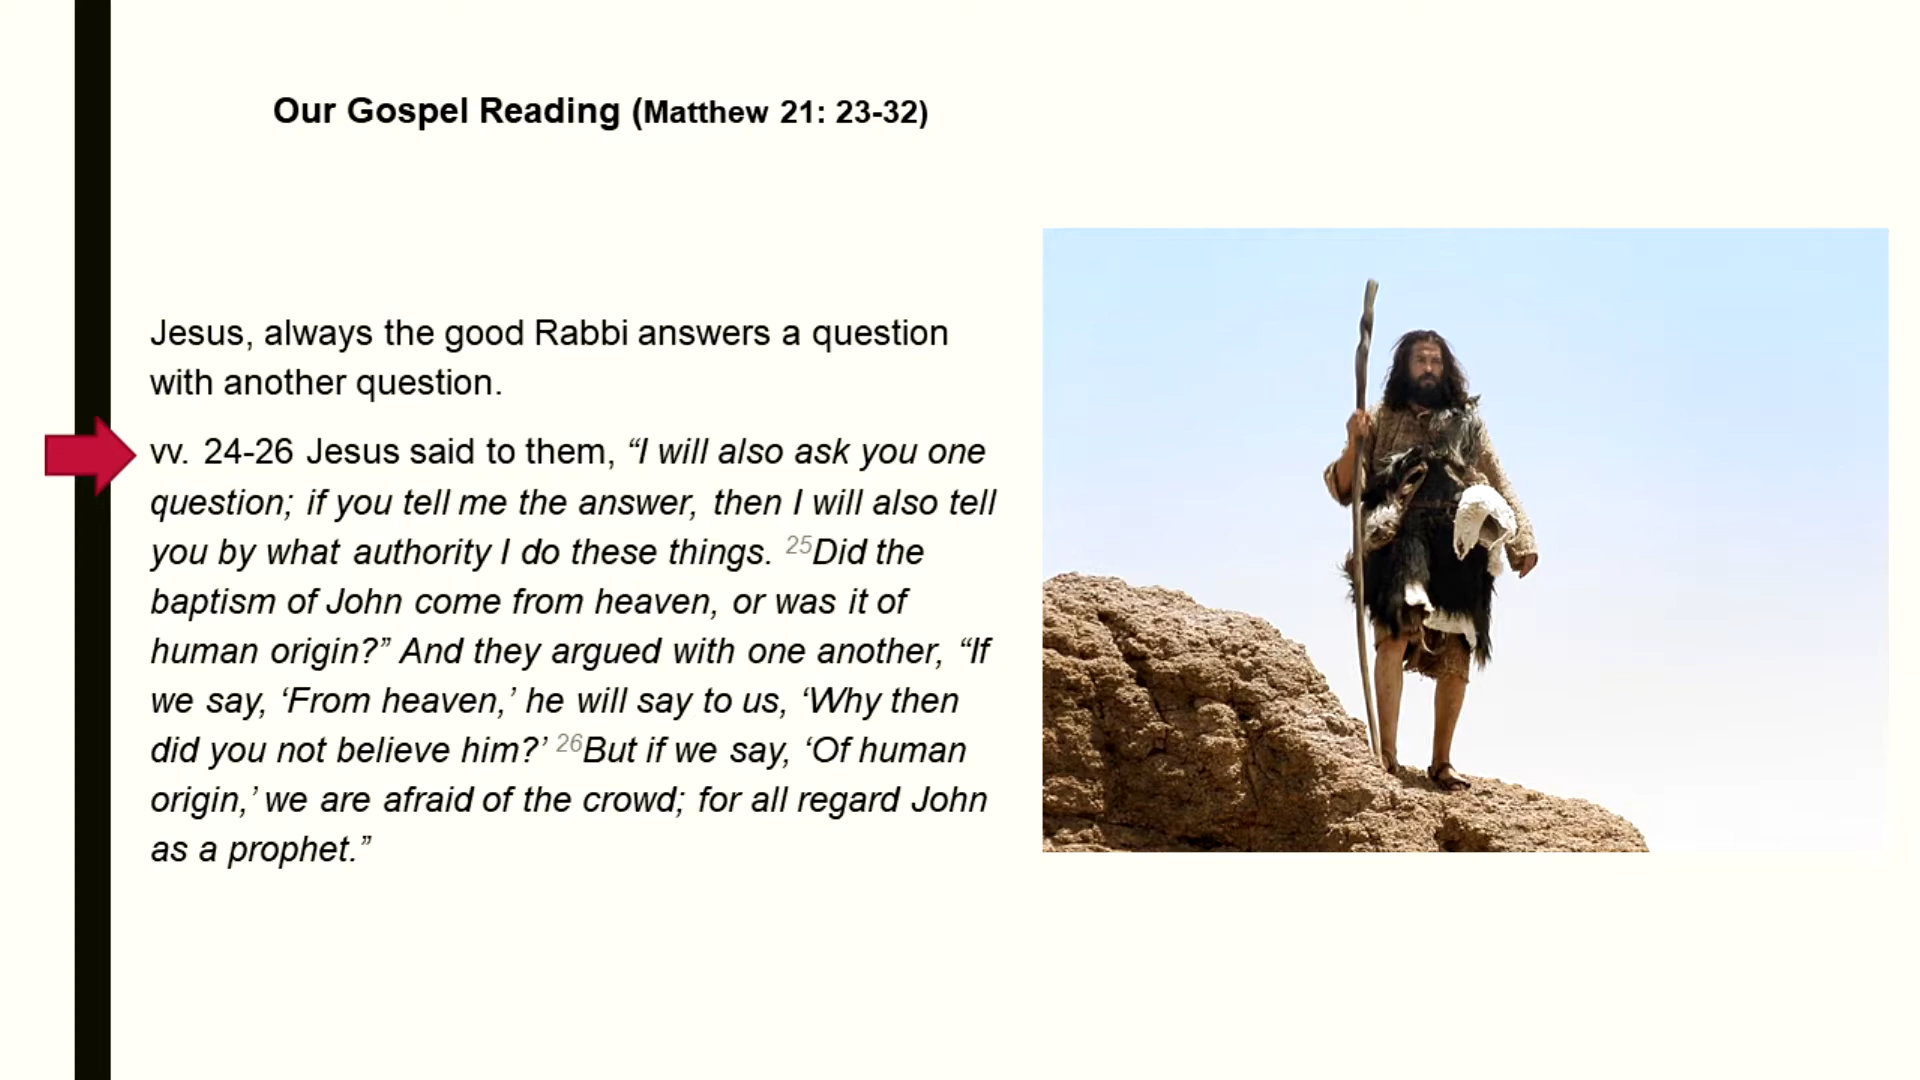 Our Gospel Reading (Matthew 21: 23-32)
Jesus, always the good Rabbi answers a question
with another question.
vv. 24-26 Jesus said to them, “I will also ask you one
question; if you tell me the answer, then I will also tell
you by what authority I do these things. 25Did the
baptism of John come from heaven, or was it of
human origin?” And they argued with one another, “If
we say, ‘From heaven,’ he will say to us, ‘Why then
did you not believe him?’ 26But if we say, ‘Of human
origin,’ we are afraid of the crowd; for all regard John
as a prophet.”